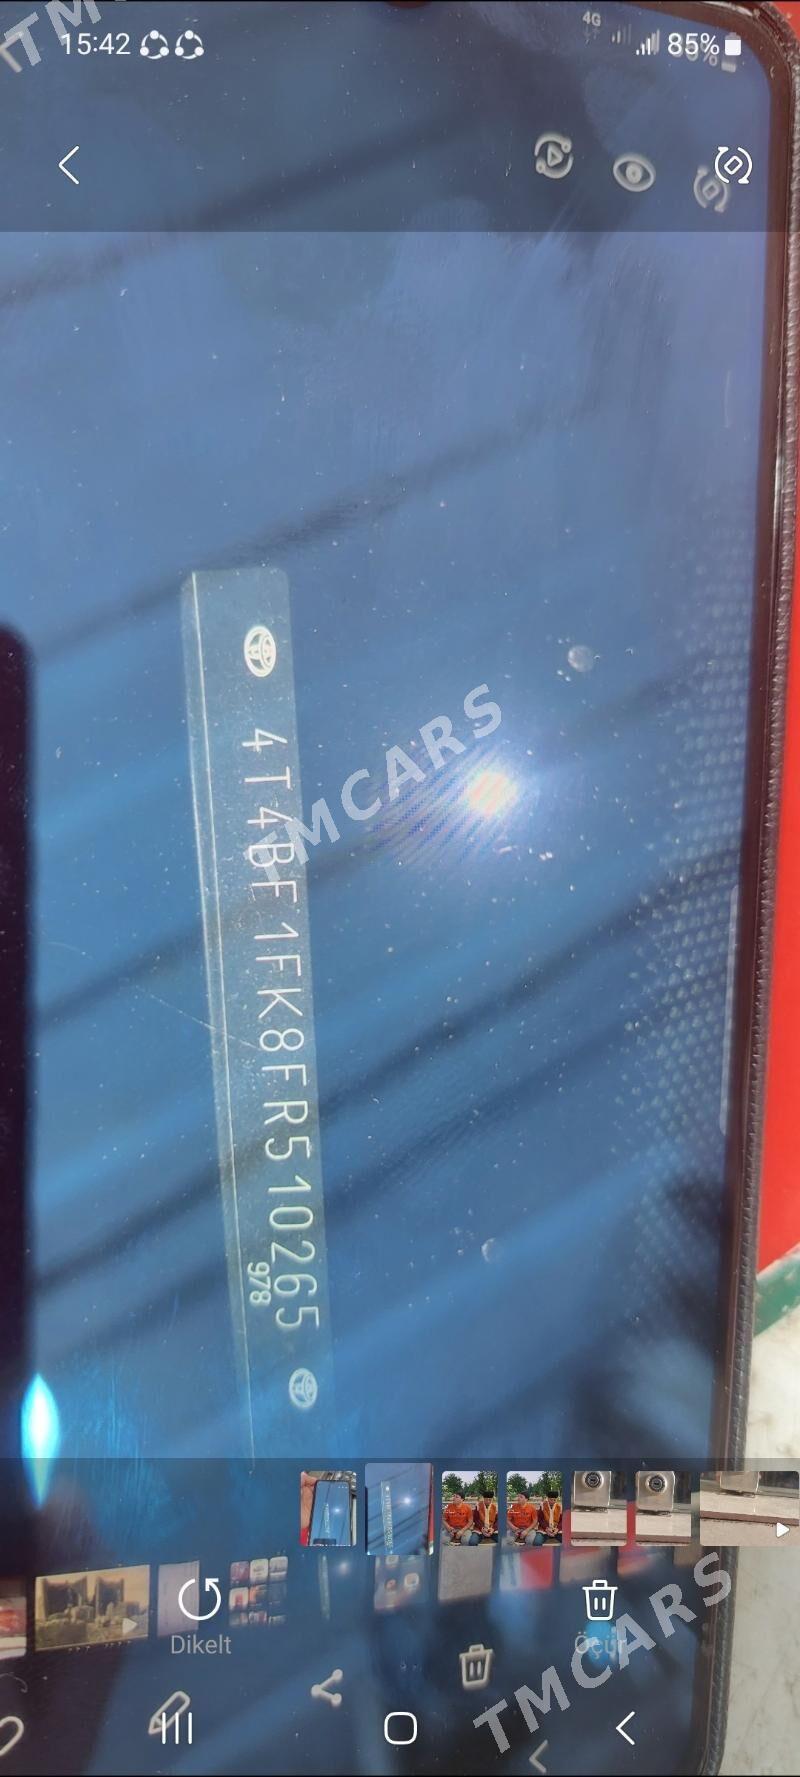 15:42
4G
85%
4T4BF1FK8FR510265
978
TMCARS
Dikelt
Öçür
TMCARS